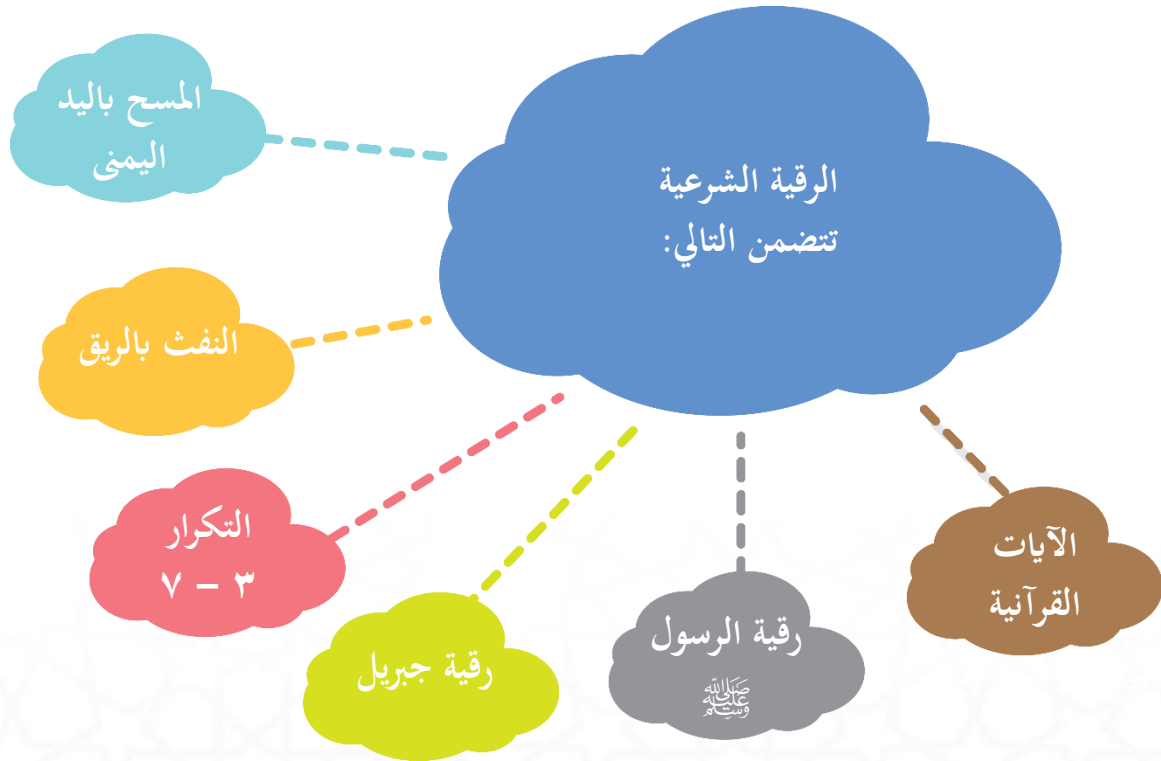 الرقية الشرعية
تتضمن التالي:
الآيات
القرآنية
رقية الرسول
ﷺ
رقية جبريل
التكرار
٣ – ٧
النفث بالريق
المسح باليد
اليمنى